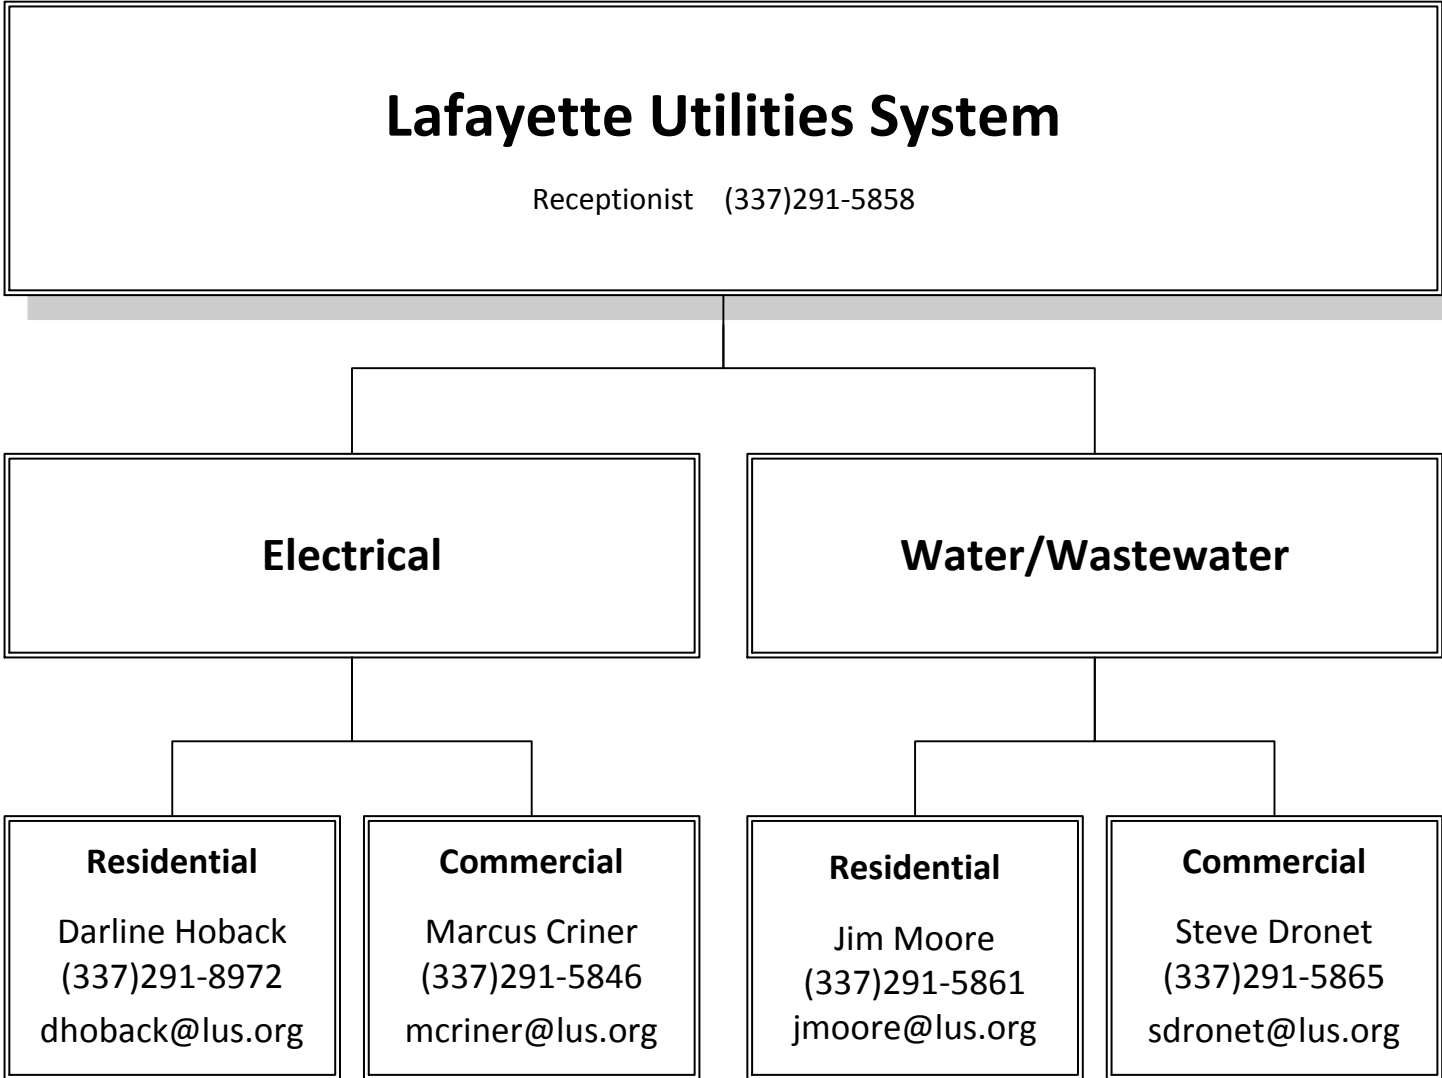 Lafayette Utilities System
Receptionist (337)291-5858
Electrical
Water/Wastewater
Residential
Darline Hoback
(337)291-8972
dhoback@lus.org
Commercial
Marcus Criner
(337)291-5846
mcriner@lus.org
Residential
Jim Moore
(337)291-5861
jmoore@lus.org
Commercial
Steve Dronet
(337)291-5865
sdronet@lus.org